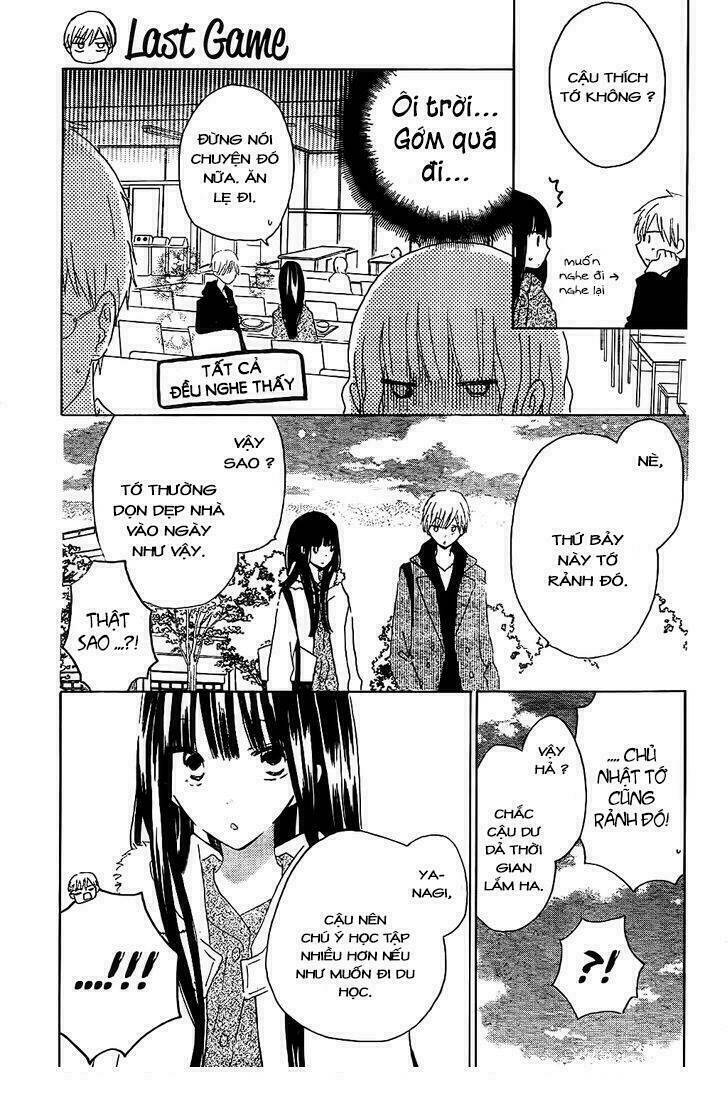 Last Game
CẬU THÍCH
TỚ KHÔNG ?
muốn
nghe đi →
nghe lại
Ôi trời...
Gớm quá
đi...
ĐỪNG NÓI
CHUYỆN ĐÓ
NỮA. ĂN
LẸ ĐI.
TẤT CẢ
ĐỀU NGHE THẤY
NÈ,
THỨ BẢY
NÀY TỚ
RẢNH ĐÓ.
VẬY
SAO ?
TỚ THƯỜNG
DỌN DẸP NHÀ
VÀO NGÀY
NHƯ VẬY.
THẬT
SAO ...?!
.... CHỦ
NHẬT TỚ
CŨNG
RẢNH ĐÓ!
VẬY
HẢ ?
CHẮC
CẬU DƯ
DẢ THỜI
GIAN
LẮM HA.
?!
YA-
NAGI,
CẬU NÊN
CHÚ Ý HỌC TẬP
NHIỀU HƠN NẾU
NHƯ MUỐN ĐI DU
HỌC.
....!!!